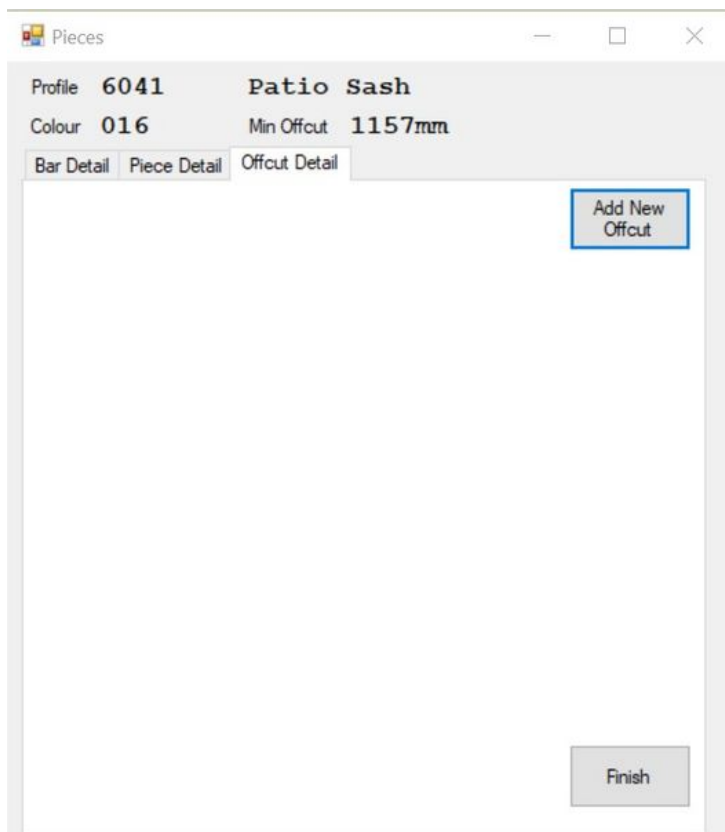 Pieces
Profile 6041 Patio Sash
Colour 016 Min Offcut 1157mm
Bar Detail Piece Detail Offcut Detail
Add New
Offcut
Finish